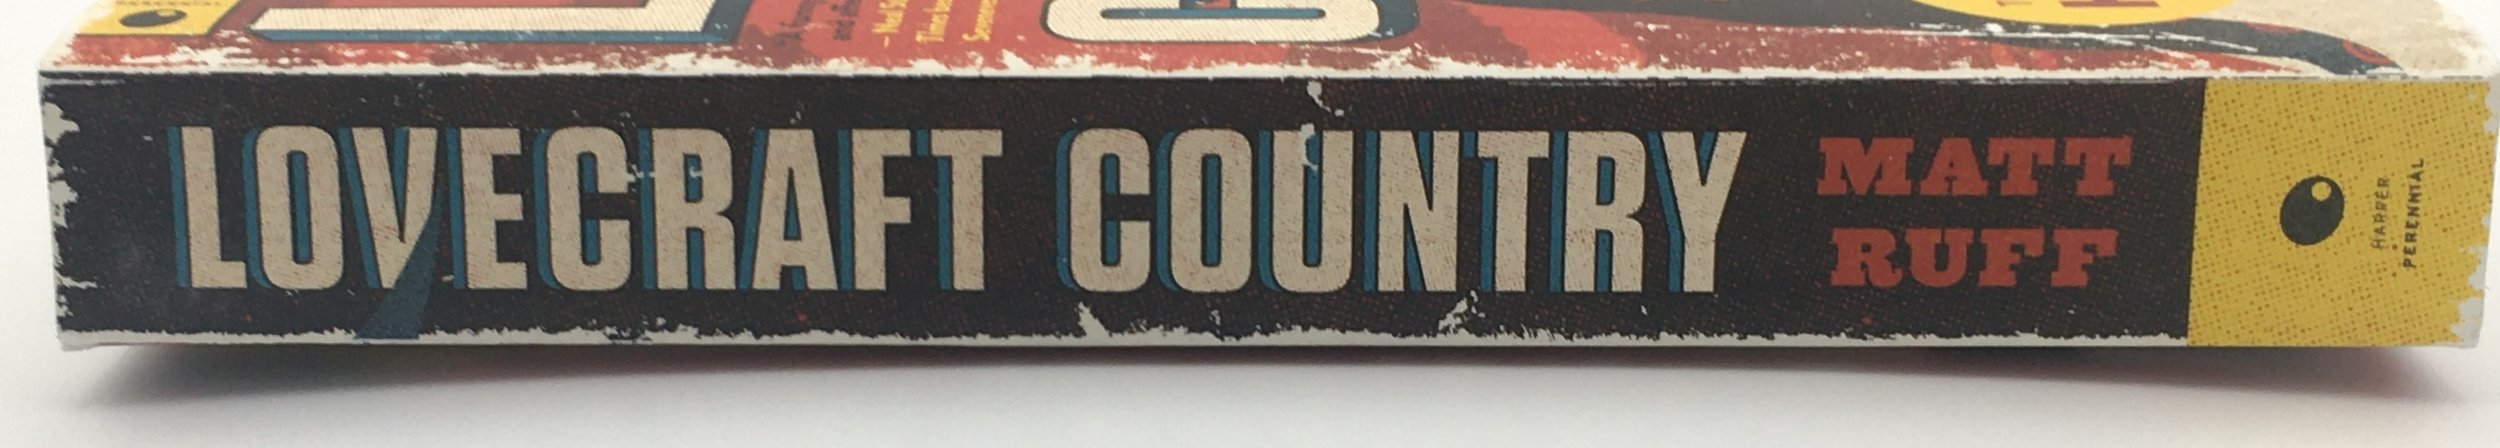 LOVECRAFT COUNTRY
MATT
RUFF
HARPER
PERENNIAL